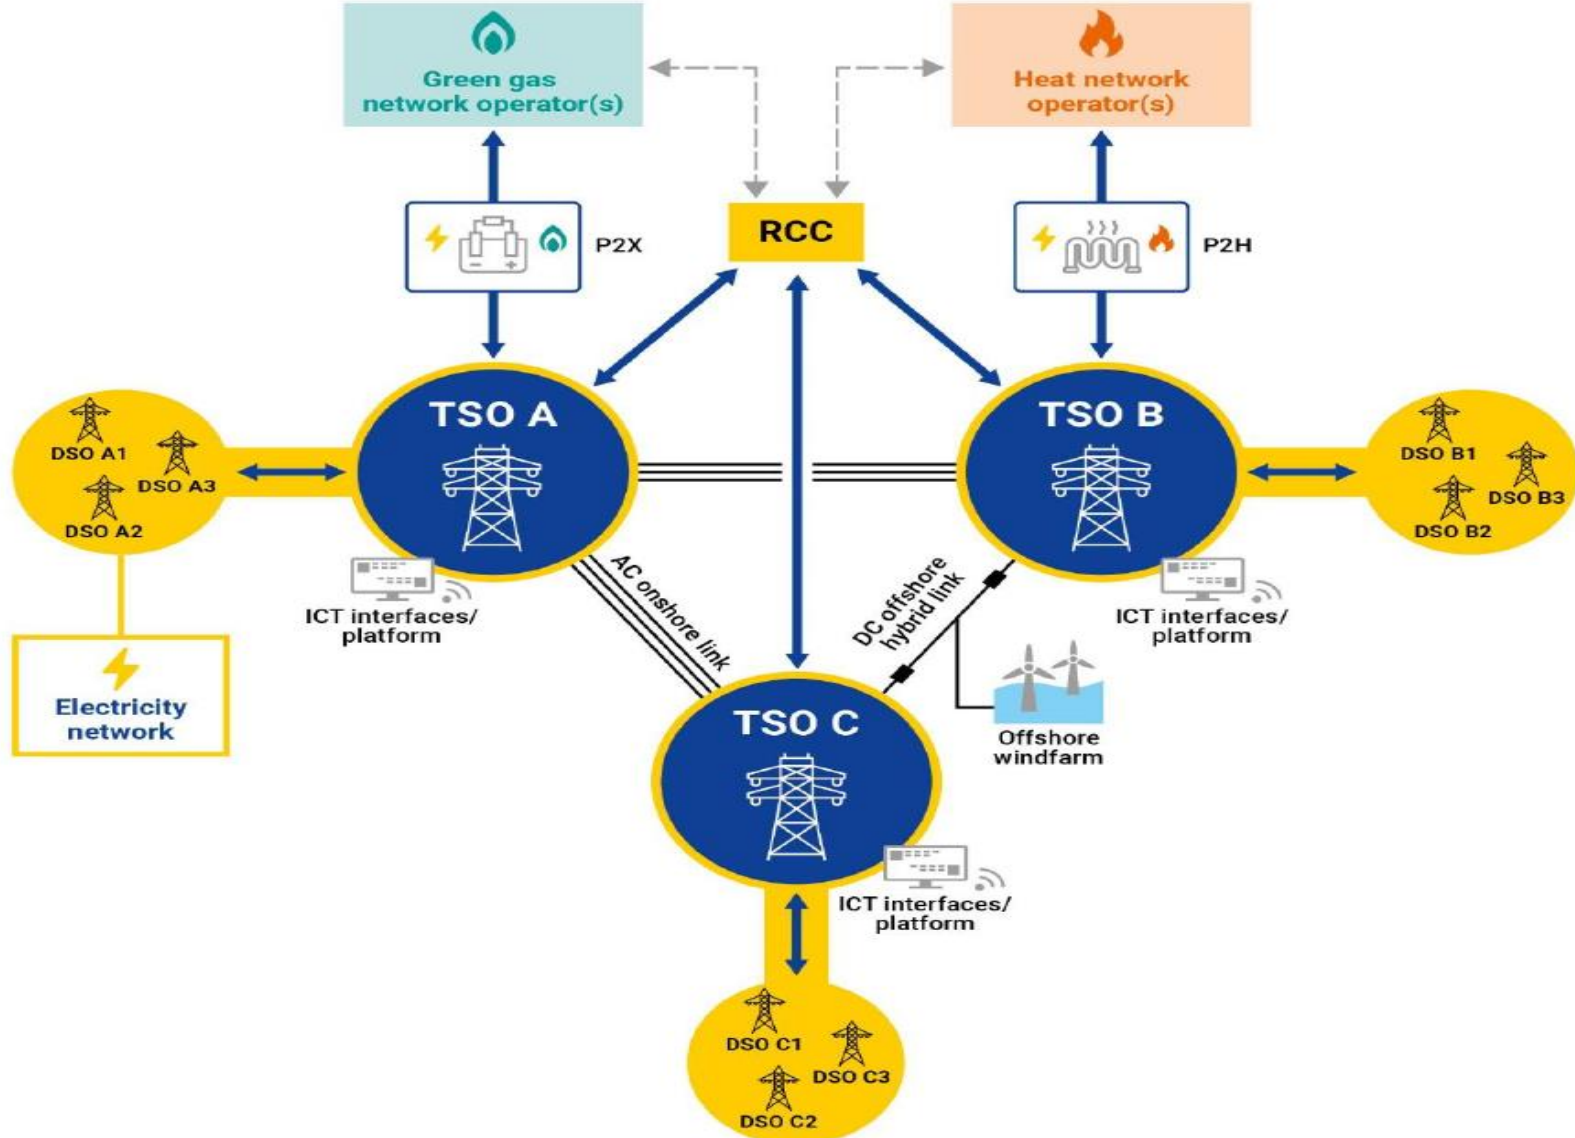 Green gas
network operator(s)
Heat network
operator(s)
P2X
RCC
P2H
TSO A
TSO B
DSO A1
DSO A3
DSO A2
DSO B1
DSO B3
DSO B2
ICT interfaces/
platform
AC onshore link
DC offshore
hybrid link
ICT interfaces/
platform
Electricity
network
TSO C
Offshore
windfarm
ICT interfaces/
platform
DSO C1
DSO C3
DSO C2